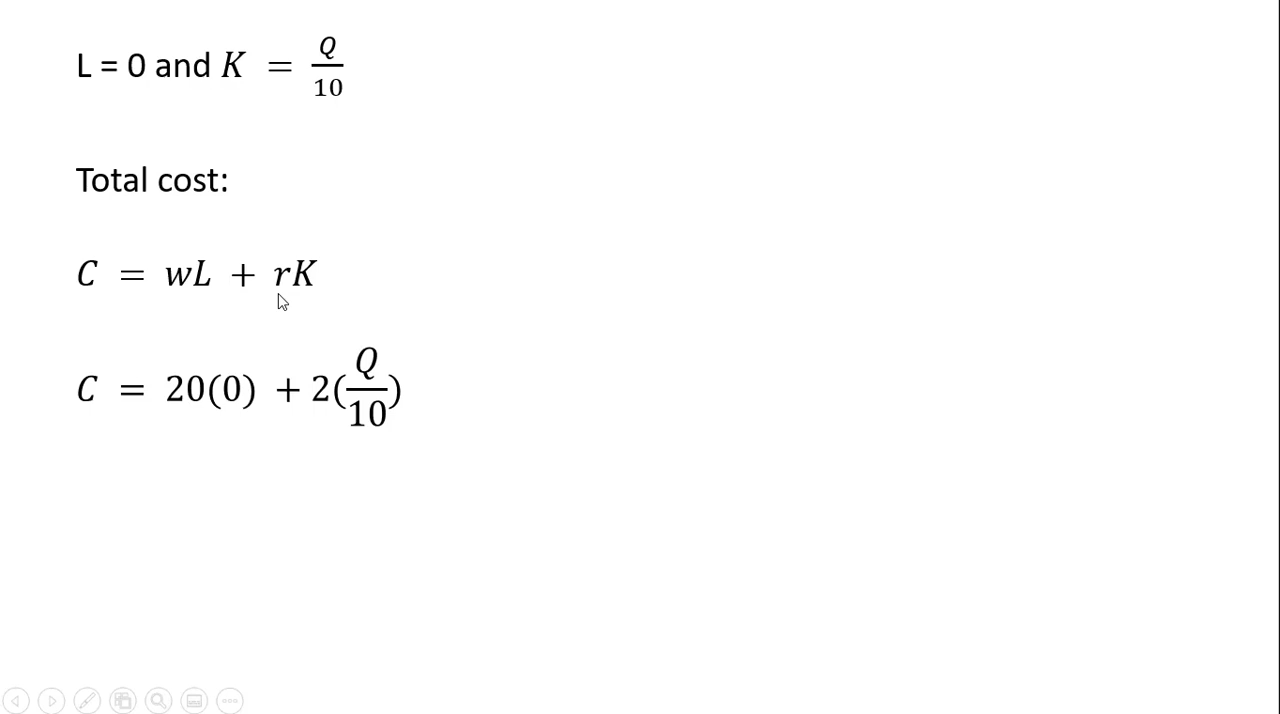 L = 0 and K = Q/10
Total cost:
C = wL + rK
C = 20(0) + 2(Q/10)